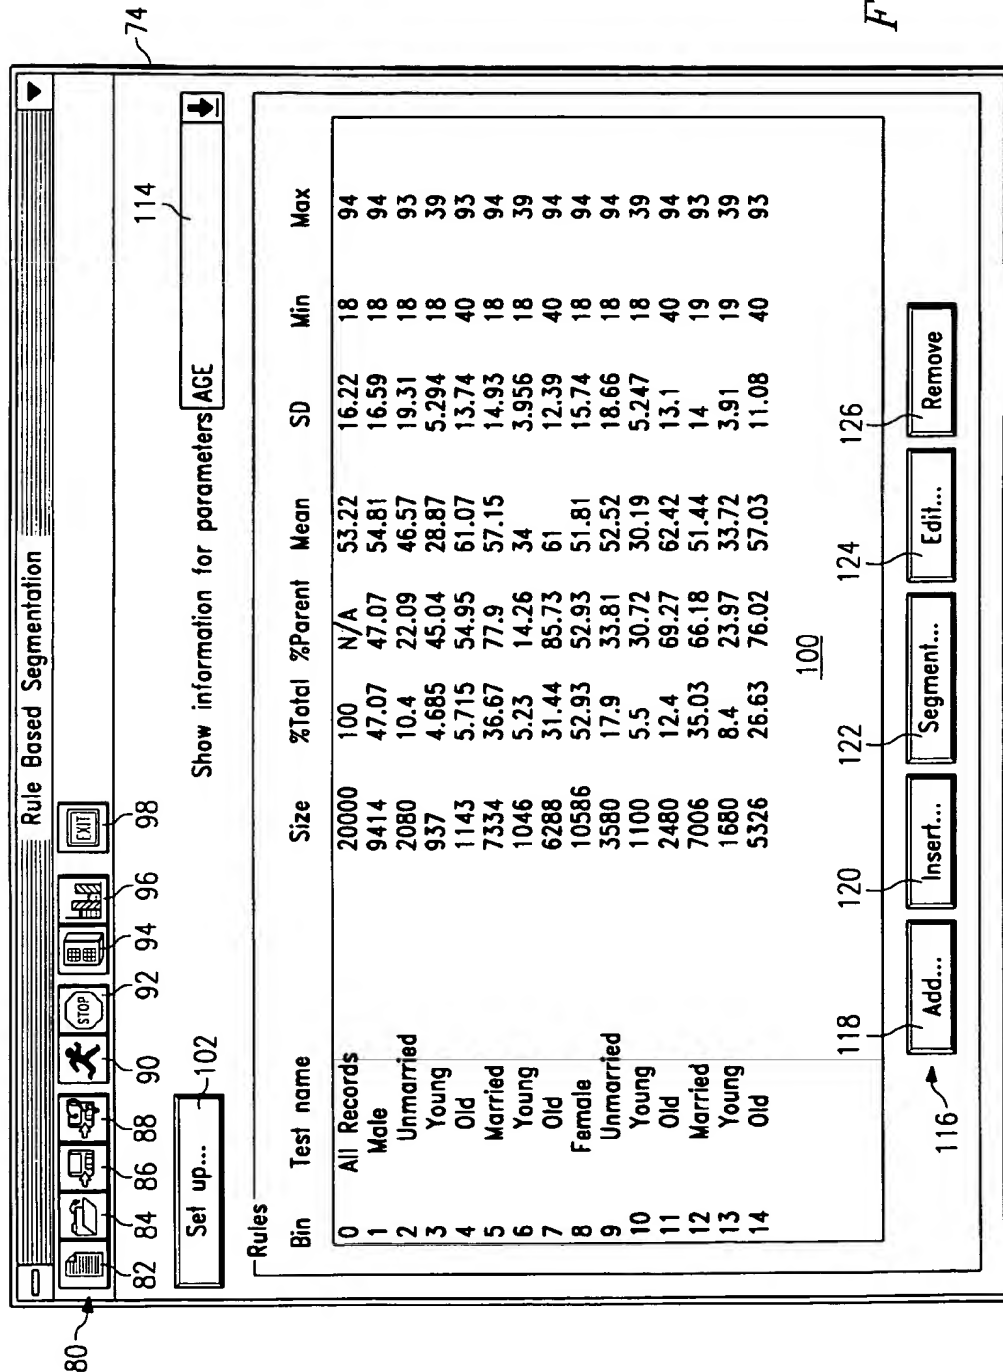 Rule Based Segmentation
74
EXIT
STOP
80
82
84
86
88
90
92
94
96
98
Set up...
102
114
Show information for parameters AGE
Rules
Bin Test name Size %Total %Parent Mean SD Min Max
0 All Records 20000 100 N/A 53.22 16.22 18 94
1 Male 9414 47.07 47.07 54.81 16.59 18 94
2 Unmarried 2080 10.4 22.09 46.57 19.31 18 93
3 Young 937 4.685 45.04 28.87 5.294 18 39
4 Old 1143 5.715 54.95 61.07 13.74 40 93
5 Married 7334 36.67 77.9 57.15 14.93 18 94
6 Young 1046 5.23 14.26 34 3.956 18 39
7 Old 6288 31.44 85.73 61 12.39 40 94
8 Female 10586 52.93 52.93 51.81 15.74 18 94
9 Unmarried 3580 17.9 33.81 52.52 18.66 18 94
10 Young 1100 5.5 30.72 30.19 5.247 18 39
11 Old 2480 12.4 69.27 62.42 13.1 40 94
12 Married 7006 35.03 66.18 51.44 14 19 93
13 Young 1680 8.4 23.97 33.72 3.91 19 39
14 Old 5326 26.63 76.02 57.03 11.08 40 93
100
118 120 122 124 126
116
Add... Insert... Segment... Edit... Remove
F